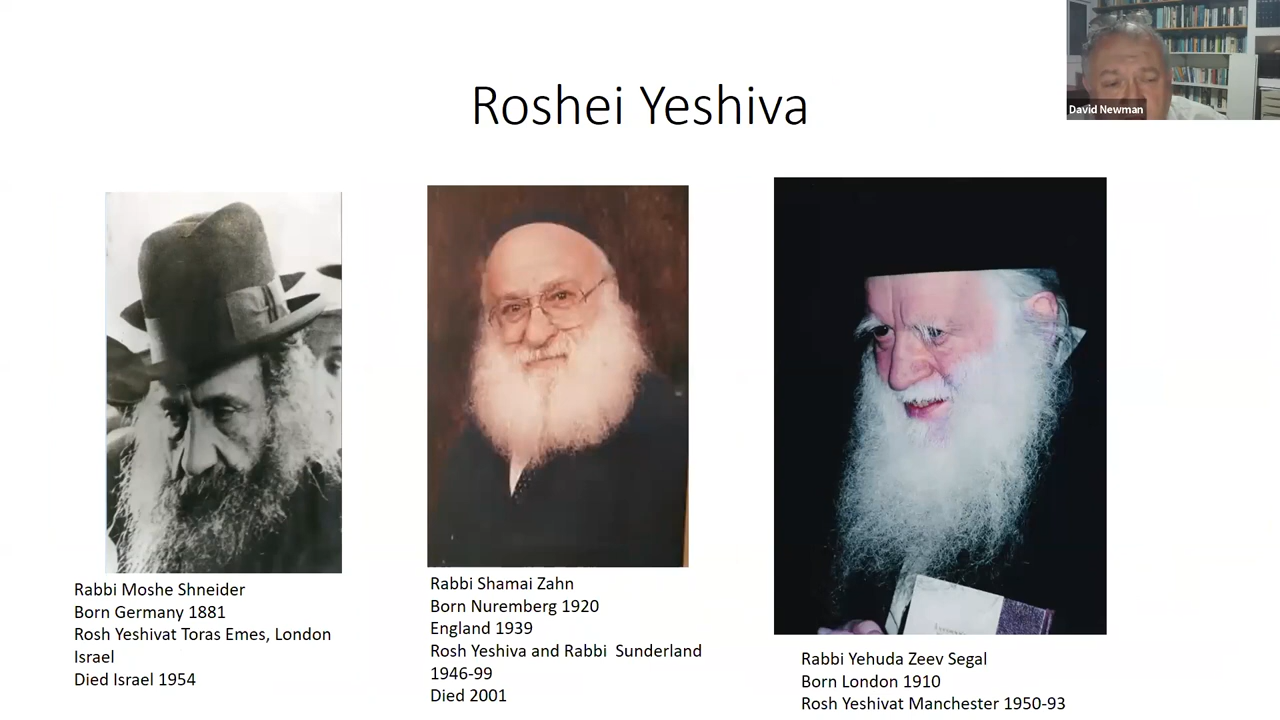 Roshei Yeshiva
David Newman
Rabbi Moshe Shneider
Born Germany 1881
Rosh Yeshivat Toras Emes, London
Israel
Died Israel 1954
Rabbi Shamai Zahn
Born Nuremberg 1920
England 1939
Rosh Yeshiva and Rabbi Sunderland
1946-99
Died 2001
Rabbi Yehuda Zeev Segal
Born London 1910
Rosh Yeshivat Manchester 1950-93